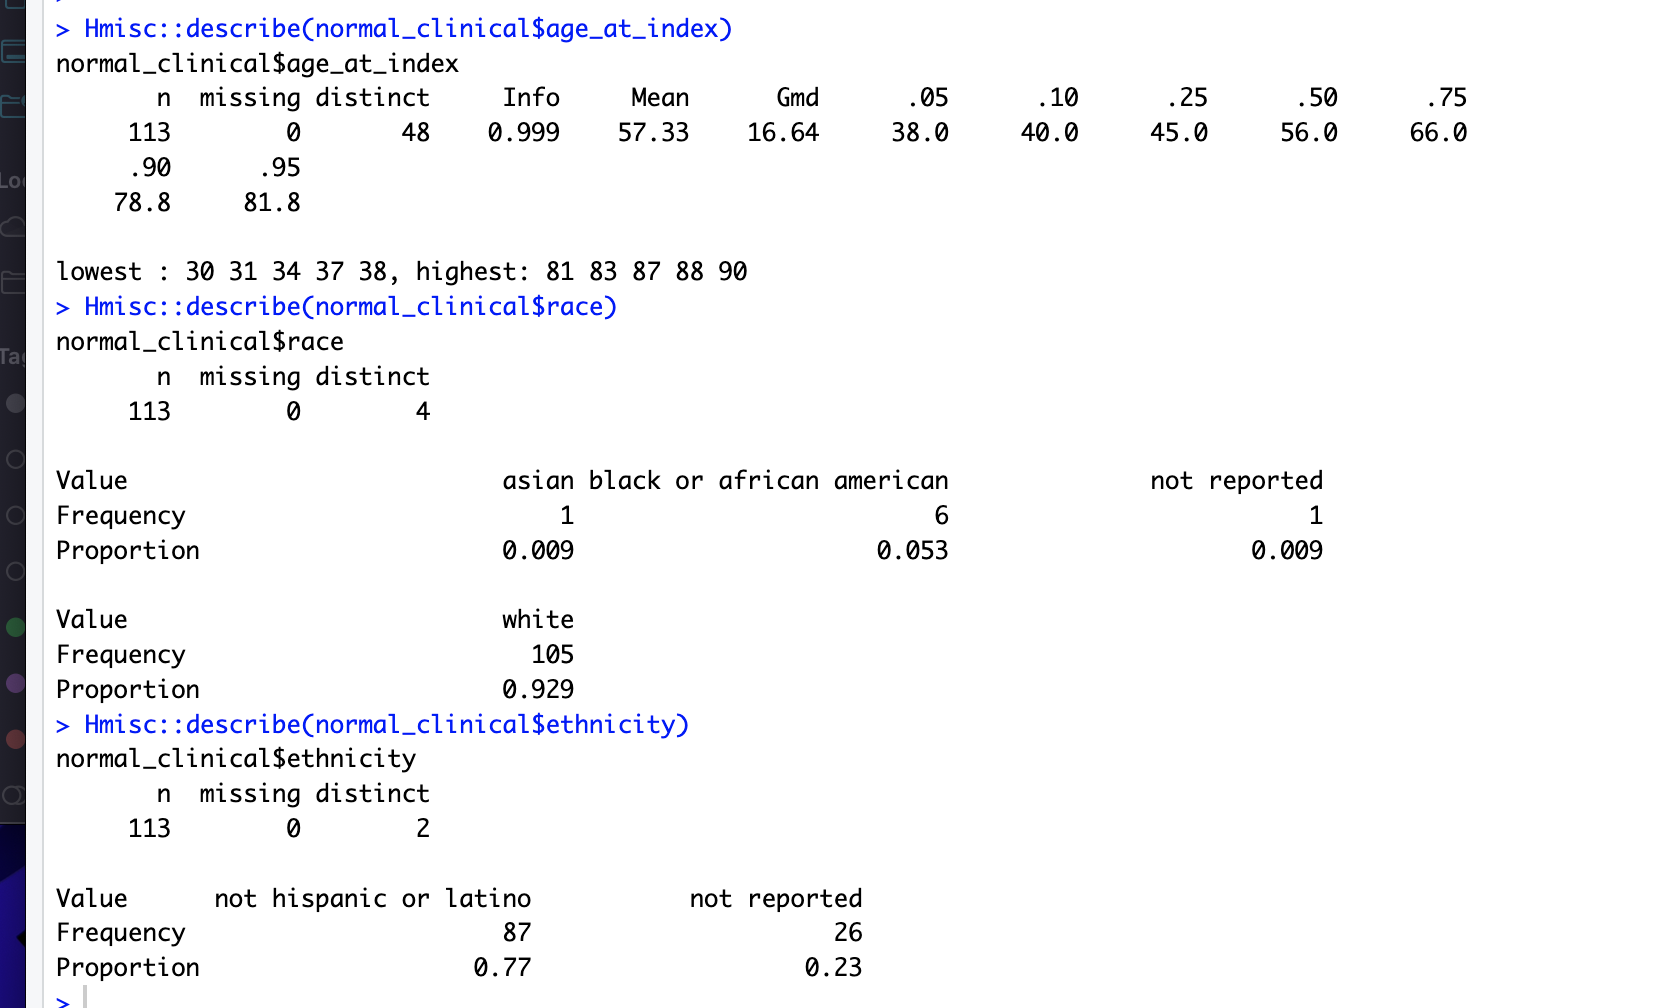 > Hmisc::describe(normal_clinical$age_at_index)
normal_clinical$age_at_index
n missing distinct Info Mean Gmd .05 .10 .25 .50 .75
113 0 48 0.999 57.33 16.64 38.0 40.0 45.0 56.0 66.0
.90 .95
78.8 81.8
lowest : 30 31 34 37 38, highest: 81 83 87 88 90
> Hmisc::describe(normal_clinical$race)
normal_clinical$race
n missing distinct
113 0 4
Value asian black or african american not reported
Frequency 1 6 1
Proportion 0.009 0.053 0.009
Value white
Frequency 105
Proportion 0.929
> Hmisc::describe(normal_clinical$ethnicity)
normal_clinical$ethnicity
n missing distinct
113 0 2
Value not hispanic or latino not reported
Frequency 87 26
Proportion 0.77 0.23
>